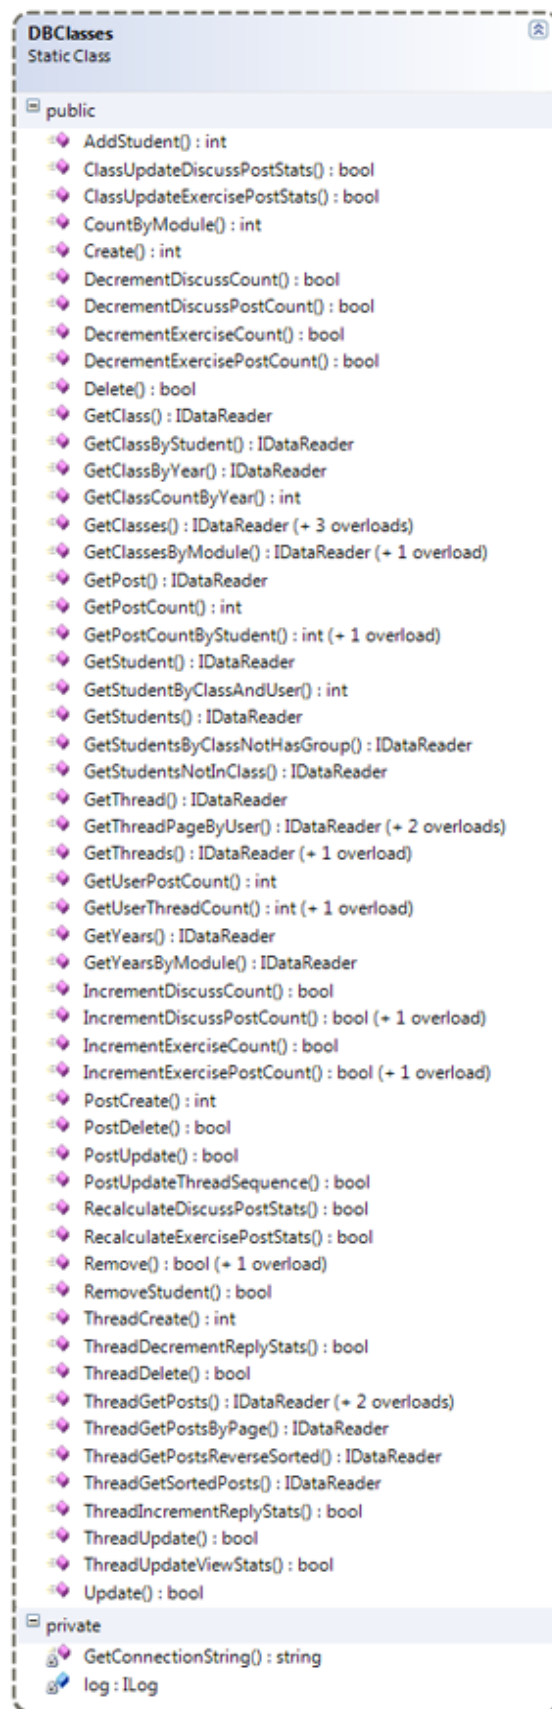 DBClasses
Static Class
public
AddStudent() : int
ClassUpdateDiscussPostStats() : bool
ClassUpdateExercisePostStats() : bool
CountByModule() : int
Create() : int
DecrementDiscussCount() : bool
DecrementDiscussPostCount() : bool
DecrementExerciseCount() : bool
DecrementExercisePostCount() : bool
Delete() : bool
GetClass() : IDataReader
GetClassByStudent() : IDataReader
GetClassByYear() : IDataReader
GetClassCountByYear() : int
GetClasses() : IDataReader (+ 3 overloads)
GetClassesByModule() : IDataReader (+ 1 overload)
GetPost() : IDataReader
GetPostCount() : int
GetPostCountByStudent() : int (+ 1 overload)
GetStudent() : IDataReader
GetStudentByClassAndUser() : int
GetStudents() : IDataReader
GetStudentsByClassNotHasGroup() : IDataReader
GetStudentsNotInClass() : IDataReader
GetThread() : IDataReader
GetThreadPageByUser() : IDataReader (+ 2 overloads)
GetThreads() : IDataReader (+ 1 overload)
GetUserPostCount() : int
GetUserThreadCount() : int (+ 1 overload)
GetYears() : IDataReader
GetYearsByModule() : IDataReader
IncrementDiscussCount() : bool
IncrementDiscussPostCount() : bool (+ 1 overload)
IncrementExerciseCount() : bool
IncrementExercisePostCount() : bool (+ 1 overload)
PostCreate() : int
PostDelete() : bool
PostUpdate() : bool
PostUpdateThreadSequence() : bool
RecalculateDiscussPostStats() : bool
RecalculateExercisePostStats() : bool
Remove() : bool (+ 1 overload)
RemoveStudent() : bool
ThreadCreate() : int
ThreadDecrementReplyStats() : bool
ThreadDelete() : bool
ThreadGetPosts() : IDataReader (+ 2 overloads)
ThreadGetPostsByPage() : IDataReader
ThreadGetPostsReverseSorted() : IDataReader
ThreadGetSortedPosts() : IDataReader
ThreadIncrementReplyStats() : bool
ThreadUpdate() : bool
ThreadUpdateViewStats() : bool
Update() : bool
private
GetConnectionString() : string
log : ILog